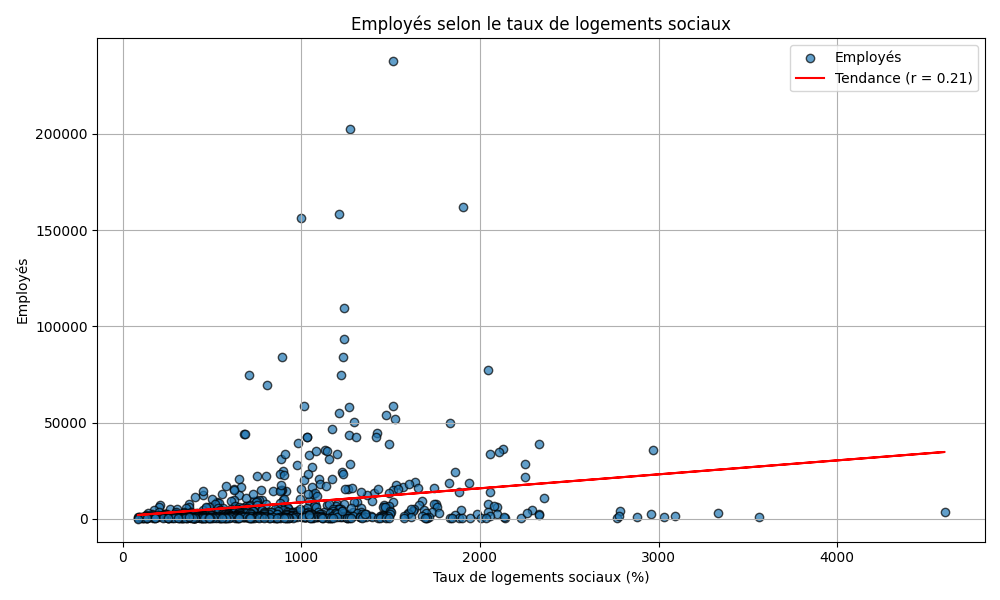 Employés selon le taux de logements sociaux
Employés
Tendance (r = 0.21)
200000
150000
100000
50000
0
Employés
0 1000 2000 3000 4000
Taux de logements sociaux (%)